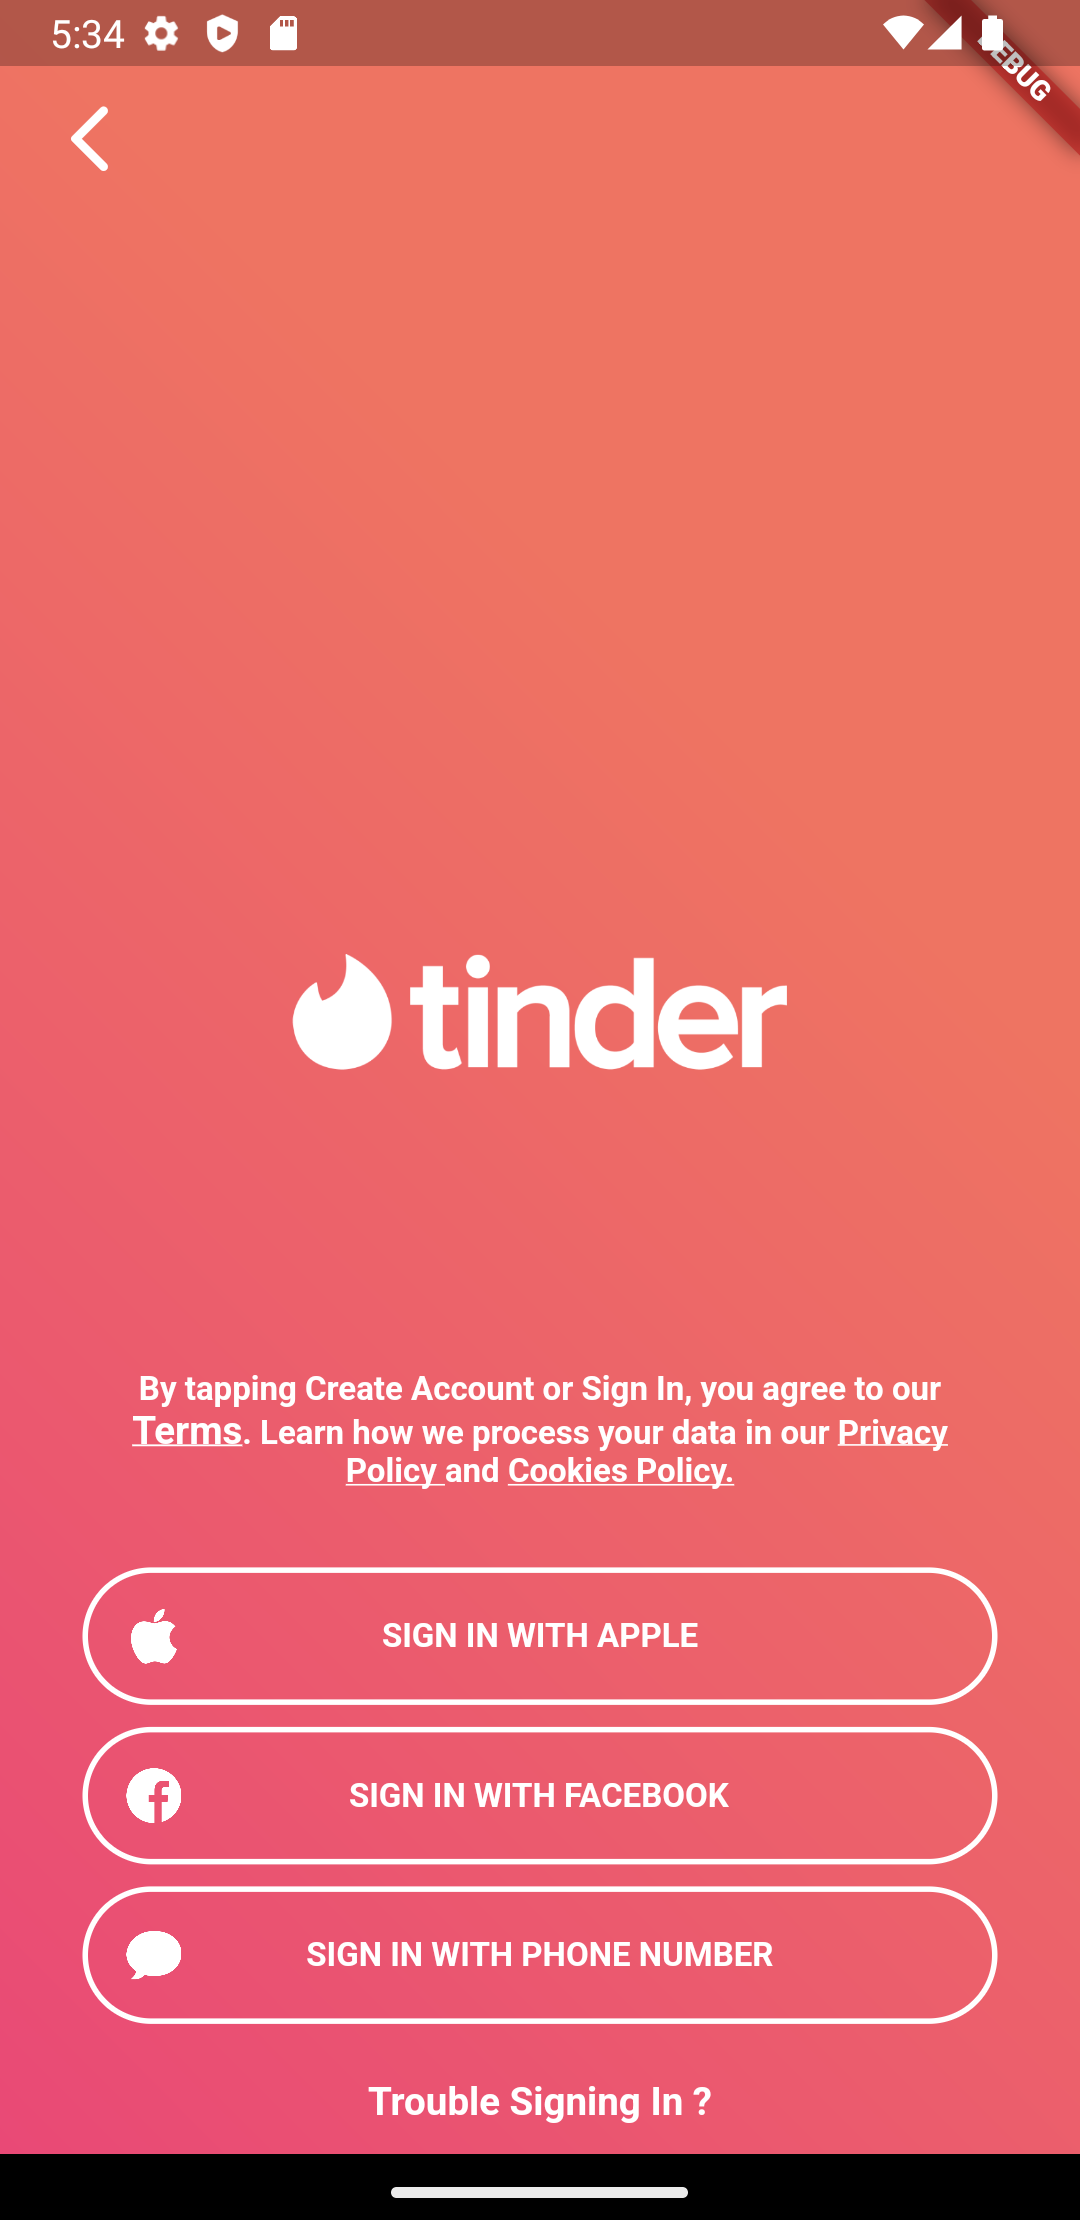 5:34
DEBUG
tinder
By tapping Create Account or Sign In, you agree to our
Terms. Learn how we process your data in our Privacy
Policy and Cookies Policy.
SIGN IN WITH APPLE
SIGN IN WITH FACEBOOK
SIGN IN WITH PHONE NUMBER
Trouble Signing In ?